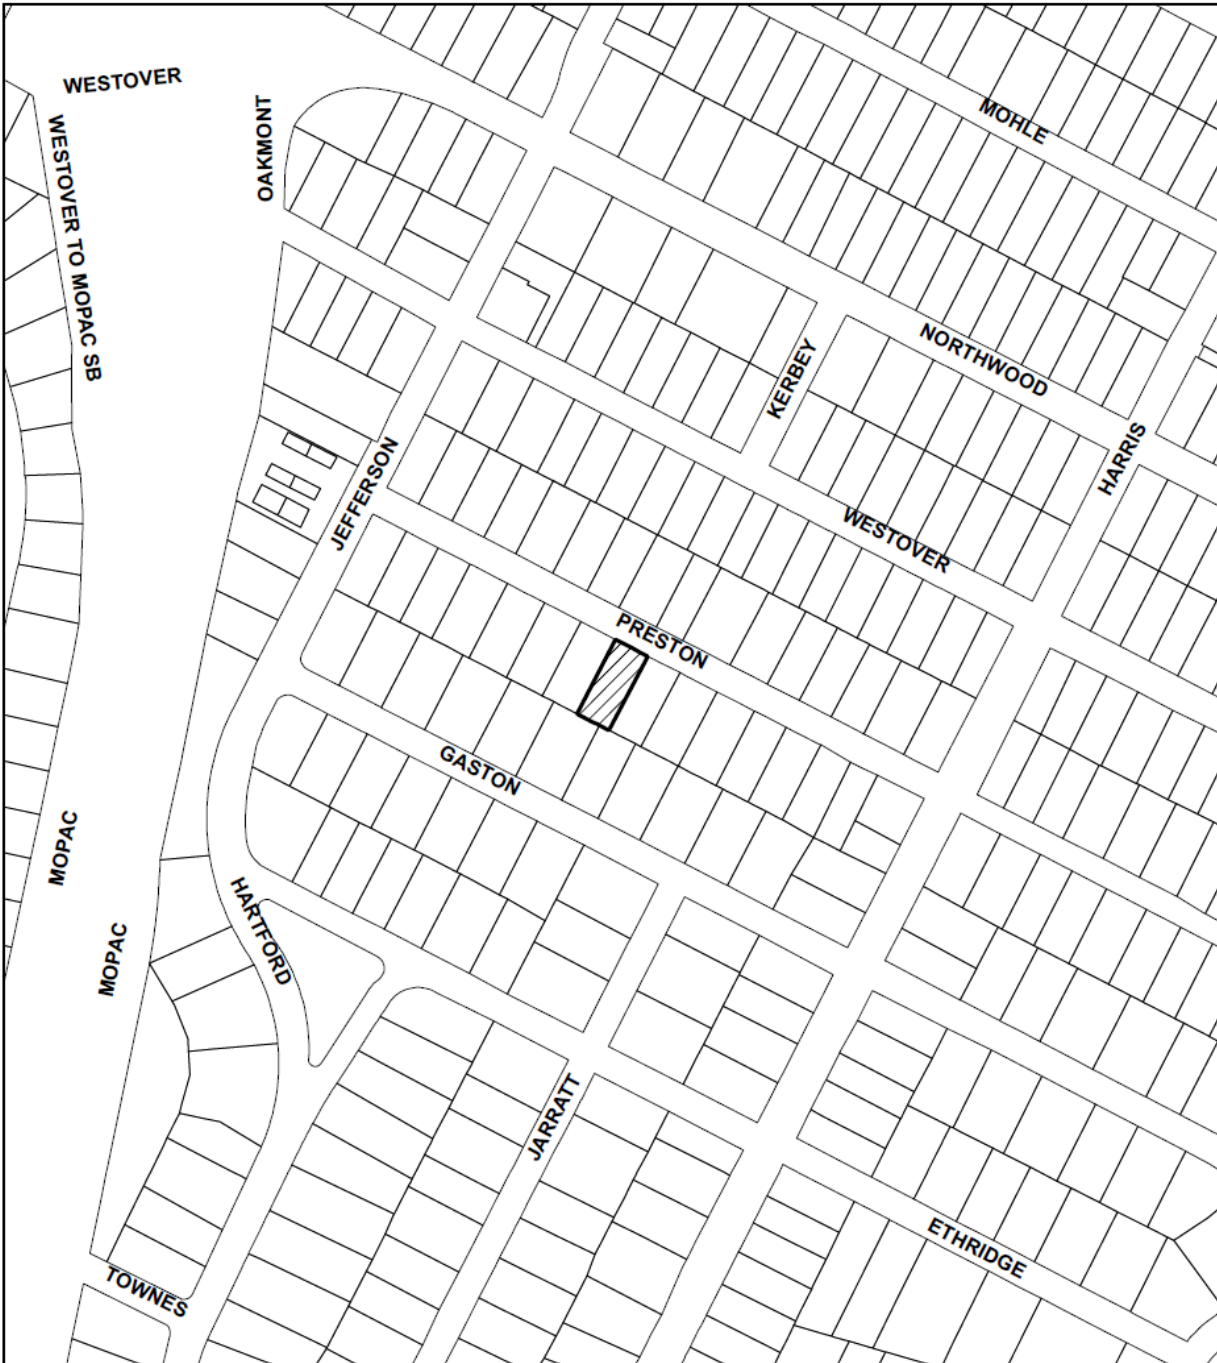 WESTOVER
OAKMONT
MOHLE
WESTOVER TO MOPAC SB
NORTHWOOD
KERBEY
HARRIS
JEFFERSON
WESTOVER
PRESTON
GASTON
MOPAC
HARTFORD
MOPAC
JARRATT
ETHRIDGE
TOWNES